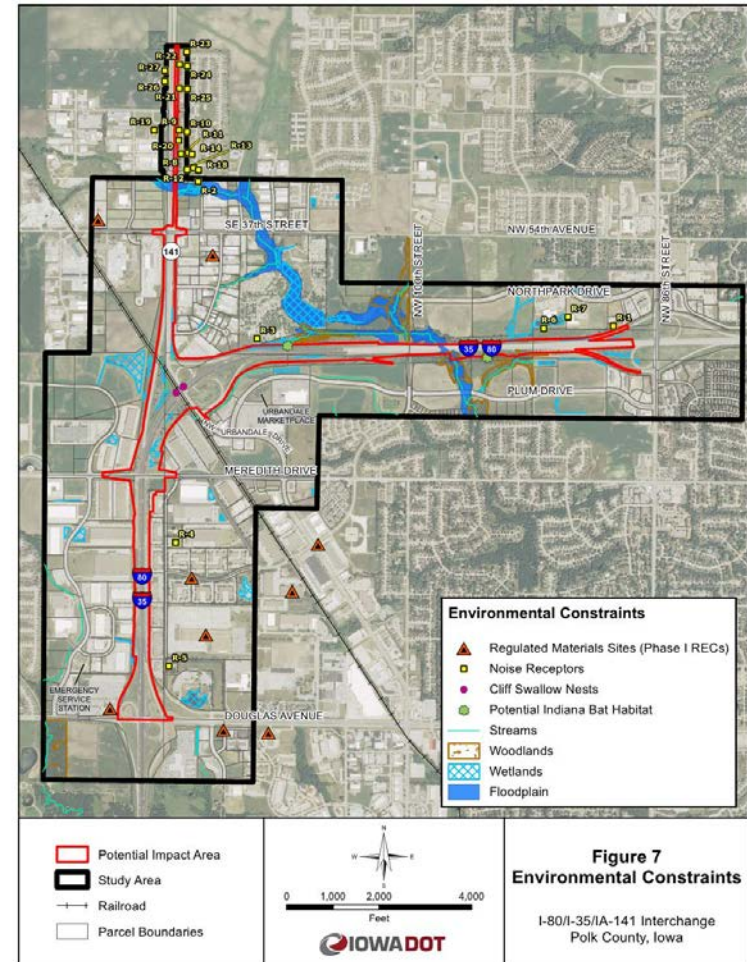 R-23
R-22
R-27
R-24
R-26
R-21
R-25
R-19
R-9
R-10
R-11
R-20
R-14
R-13
R-8
R-18
R-12
R-2
SE 37th STREET
NW 54th AVENUE
141
NW 100th STREET
NW 86th STREET
NORTHPARK DRIVE
R-3
R-6
R-7
R-1
35
80
PLUM DRIVE
URBANDALE
MARKETPLACE
NW URBANDALE DRIVE
MEREDITH DRIVE
R-4
80
35
R-5
EMERGENCY
SERVICE
STATION
DOUGLAS AVENUE
Environmental Constraints
Regulated Materials Sites (Phase I RECs)
Noise Receptors
Cliff Swallow Nests
Potential Indiana Bat Habitat
Streams
Woodlands
Wetlands
Floodplain
Potential Impact Area
Study Area
Railroad
Parcel Boundaries
N
W
E
S
0 1,000 2,000 4,000
Feet
IOWADOT
Figure 7
Environmental Constraints
I-80/I-35/IA-141 Interchange
Polk County, Iowa